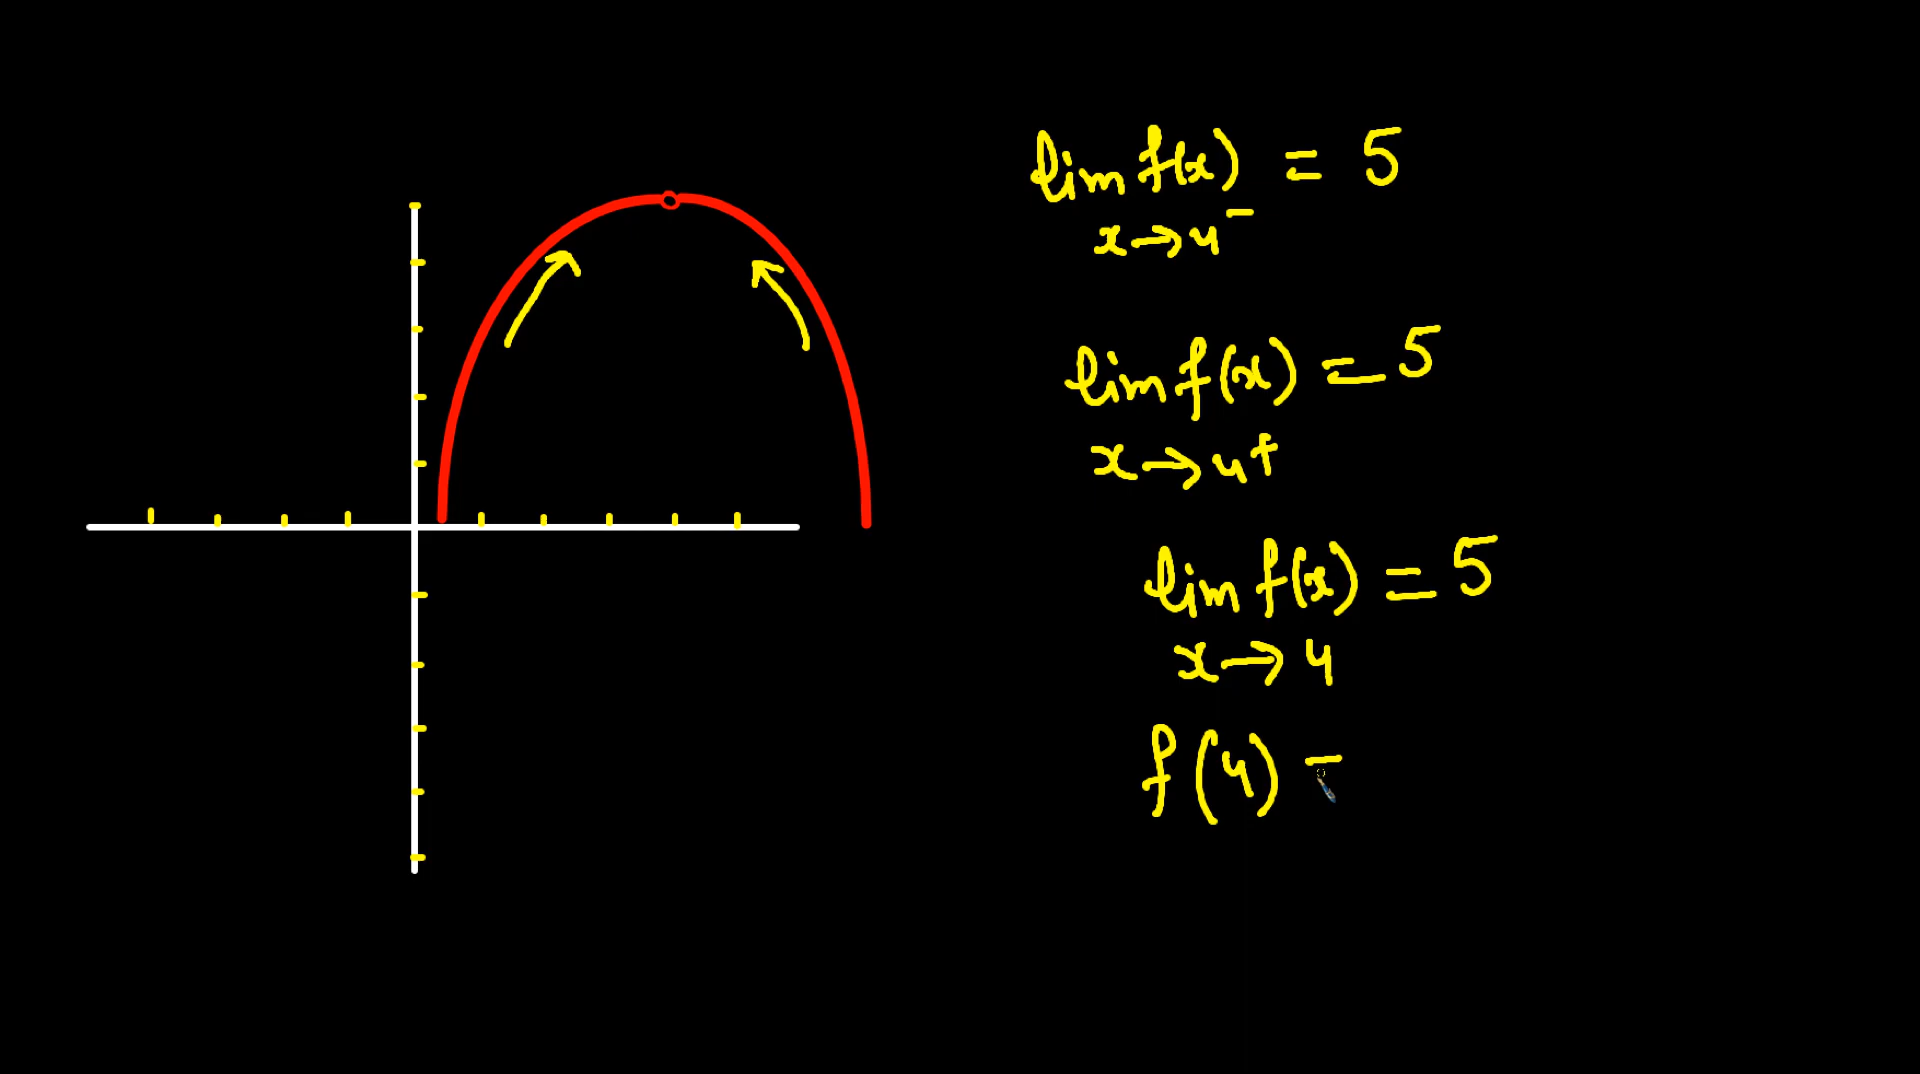 lim f(x) = 5
x→4⁻
lim f(x) = 5
x→4⁺
lim f(x) = 5
x→4
f(4) -